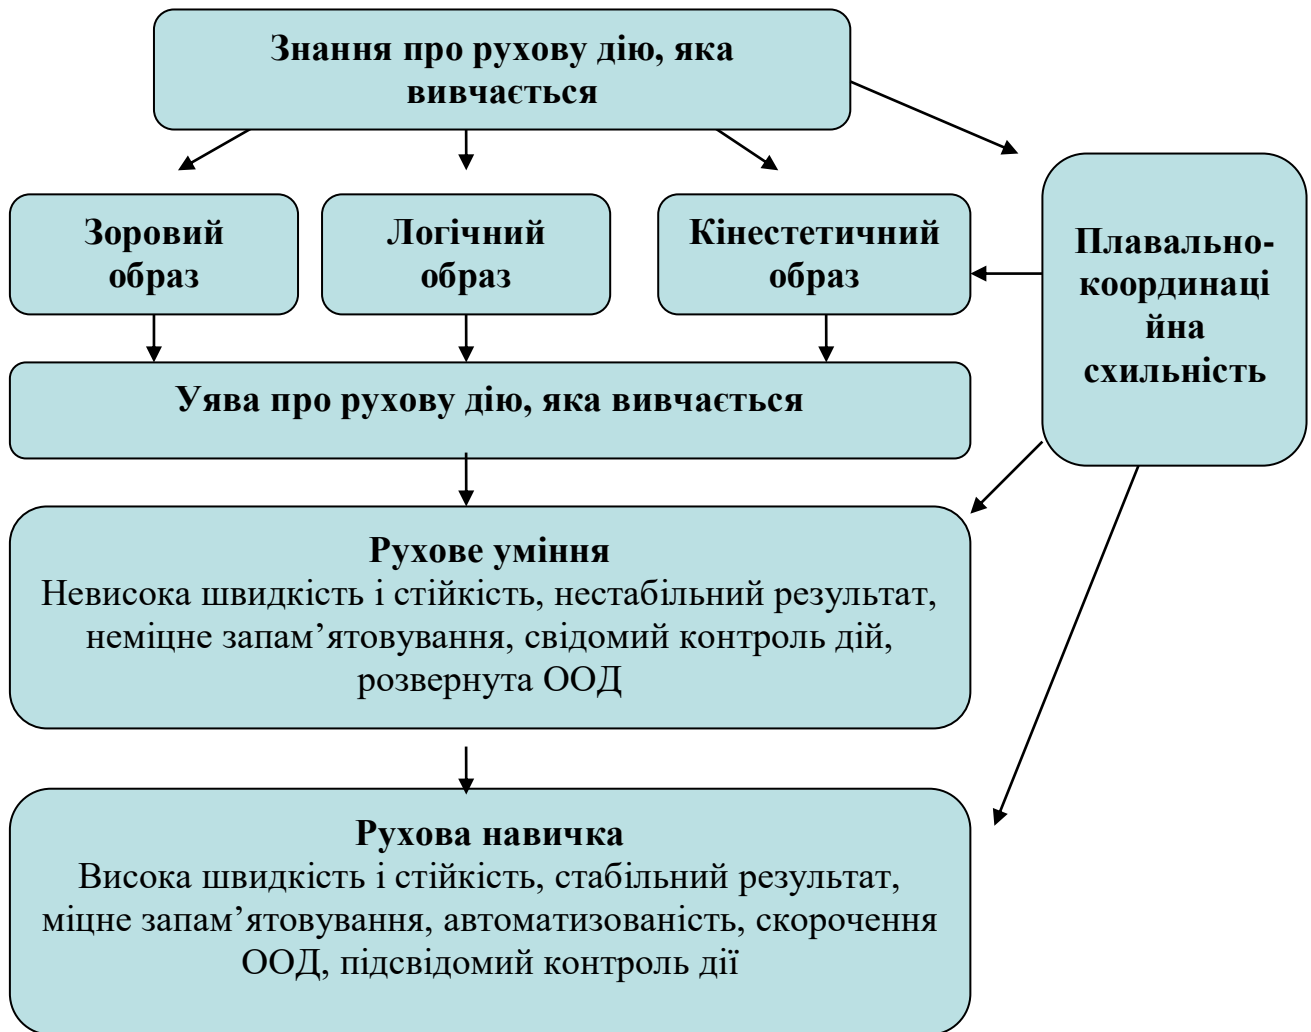 Знання про рухову дію, яка
вивчається
Зоровий
образ
Логічний
образ
Кінестетичний
образ
Плавально-
координаці
йна
схильність
Уява про рухову дію, яка вивчається
Рухове уміння
Невисока швидкість і стійкість, нестабільний результат,
неміцне запам’ятовування, свідомий контроль дій,
розвернута ООД
Рухова навичка
Висока швидкість і стійкість, стабільний результат,
міцне запам’ятовування, автоматизованість, скорочення
ООД, підсвідомий контроль дії